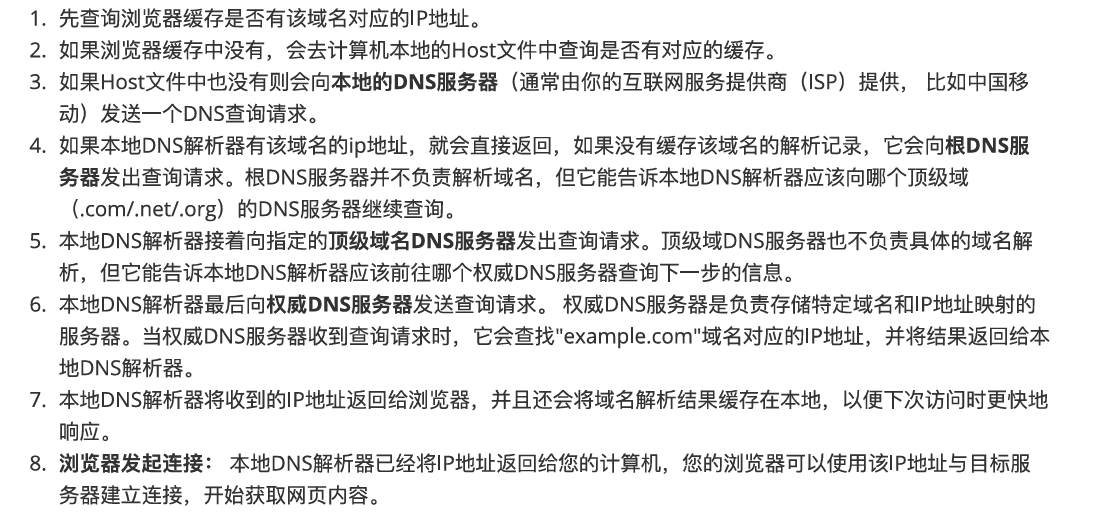 1. 先查询浏览器缓存是否有该域名对应的IP地址。
2. 如果浏览器缓存中没有，会去计算机本地的Host文件中查询是否有对应的缓存。
3. 如果Host文件中也没有则会向本地的DNS服务器（通常由你的互联网服务提供商（ISP）提供， 比如中国移
动）发送一个DNS查询请求。
4. 如果本地DNS解析器有该域名的ip地址，就会直接返回，如果没有缓存该域名的解析记录，它会向根DNS服
务器发出查询请求。根DNS服务器并不负责解析域名，但它能告诉本地DNS解析器应该向哪个顶级域
（.com/.net/.org）的DNS服务器继续查询。
5. 本地DNS解析器接着向指定的顶级域名DNS服务器发出查询请求。顶级域DNS服务器也不负责具体的域名解
析，但它能告诉本地DNS解析器应该前往哪个权威DNS服务器查询下一步的信息。
6. 本地DNS解析器最后向权威DNS服务器发送查询请求。 权威DNS服务器是负责存储特定域名和IP地址映射的
服务器。当权威DNS服务器收到查询请求时，它会查找"example.com"域名对应的IP地址，并将结果返回给本
地DNS解析器。
7. 本地DNS解析器将收到的IP地址返回给浏览器，并且还会将域名解析结果缓存在本地，以便下次访问时更快地
响应。
8. 浏览器发起连接： 本地DNS解析器已经将IP地址返回给您的计算机，您的浏览器可以使用该IP地址与目标服
务器建立连接，开始获取网页内容。